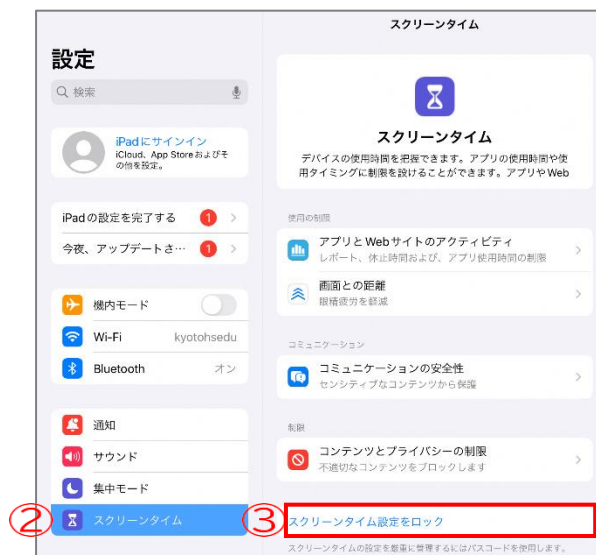 設定
検索
iPadにサインイン
iCloud、App Storeおよびそ
の他を設定。
iPadの設定を完了する 1
今夜、アップデートさ… 1
機内モード
Wi-Fi kyotohsedu
Bluetooth オン
通知
サウンド
集中モード
② スクリーンタイム
スクリーンタイム
スクリーンタイム
デバイスの使用時間を把握できます。アプリの使用時間や使
用タイミングに制限を設けることができます。アプリやWeb
使用の制限
アプリとWebサイトのアクティビティ
レポート、休止時間および、アプリ使用時間の制限
画面との距離
眼精疲労を軽減
コミュニケーション
コミュニケーションの安全性
センシティブなコンテンツから保護
制限
コンテンツとプライバシーの制限
不適切なコンテンツをブロックします
③ スクリーンタイム設定をロック
スクリーンタイムの設定を厳重に管理するにはパスコードを使用します。